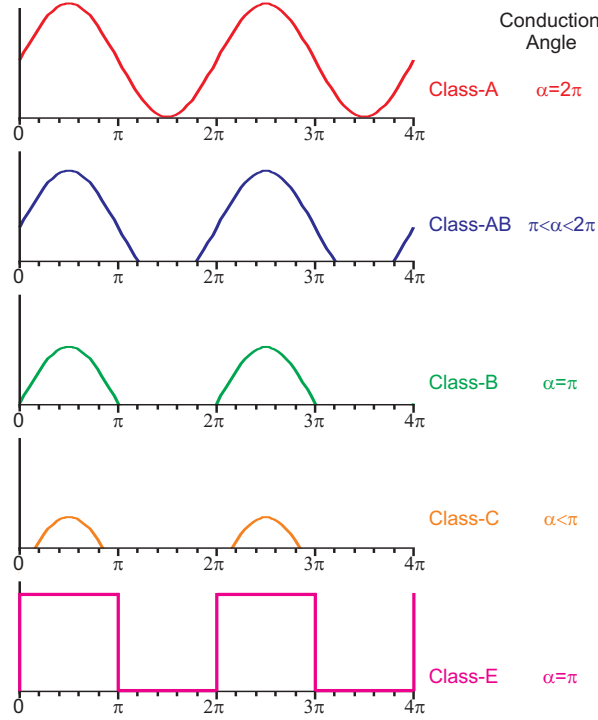 Conduction
Angle
Class-A α=2π
0 π 2π 3π 4π
Class-AB π<α<2π
0 π 2π 3π 4π
Class-B α=π
0 π 2π 3π 4π
Class-C α<π
0 π 2π 3π 4π
Class-E α=π
0 π 2π 3π 4π